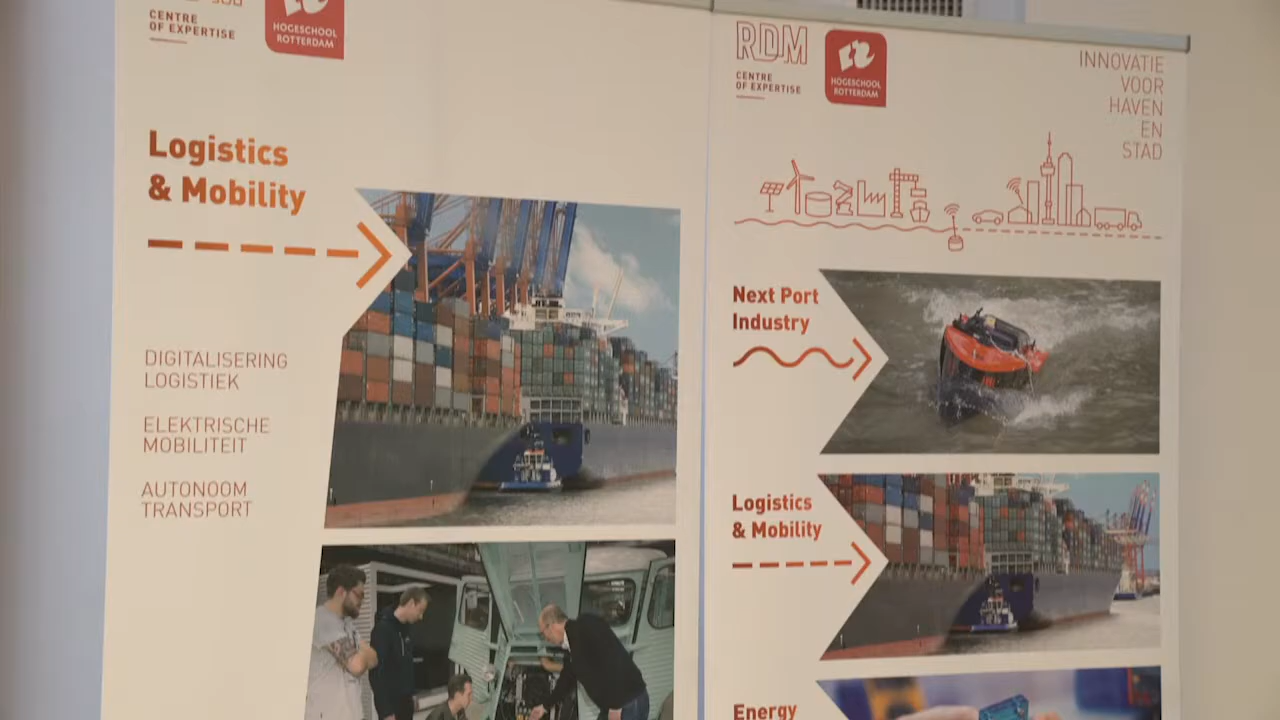 CENTRE
OF EXPERTISE
HOGESCHOOL
ROTTERDAM
Logistics
& Mobility
DIGITALISERING
LOGISTIEK
ELEKTRISCHE
MOBILITEIT
AUTONOOM
TRANSPORT
RDM
CENTRE
OF EXPERTISE
HOGESCHOOL
ROTTERDAM
INNOVATIE
VOOR
HAVEN
EN
STAD
Next Port
Industry
Logistics
& Mobility
Energy